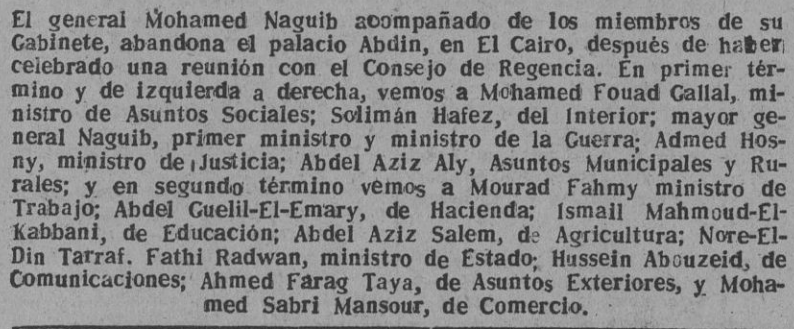 El general Mohamed Naguib acompañado de los miembros de su
Gabinete, abandona el palacio Abdin, en El Cairo, después de haber
celebrado una reunión con el Consejo de Regencia. En primer tér-
mino y de izquierda a derecha, vemos a Mohamed Fouad Gallal, mi-
nistro de Asuntos Sociales; Solimán Hafez, del Interior; mayor ge-
neral Naguib, primer ministro y ministro de la Guerra; Admed Hos-
ny, ministro de Justicia; Abdel Aziz Aly, Asuntos Municipales y Ru-
rales; y en segundo término vemos a Mourad Fahmy ministro de
Trabajo; Abdel Guelil-El-Emary, de Hacienda; Ismail Mahmoud-El-
Kabbani, de Educación; Abdel Aziz Salem, de Agricultura; Nore-El-
Din Tarraf. Fathi Radwan, ministro de Estado; Hussein Abouzeid, de
Comunicaciones; Ahmed Farag Taya, de Asuntos Exteriores, y Moha-
med Sabri Mansour, de Comercio.